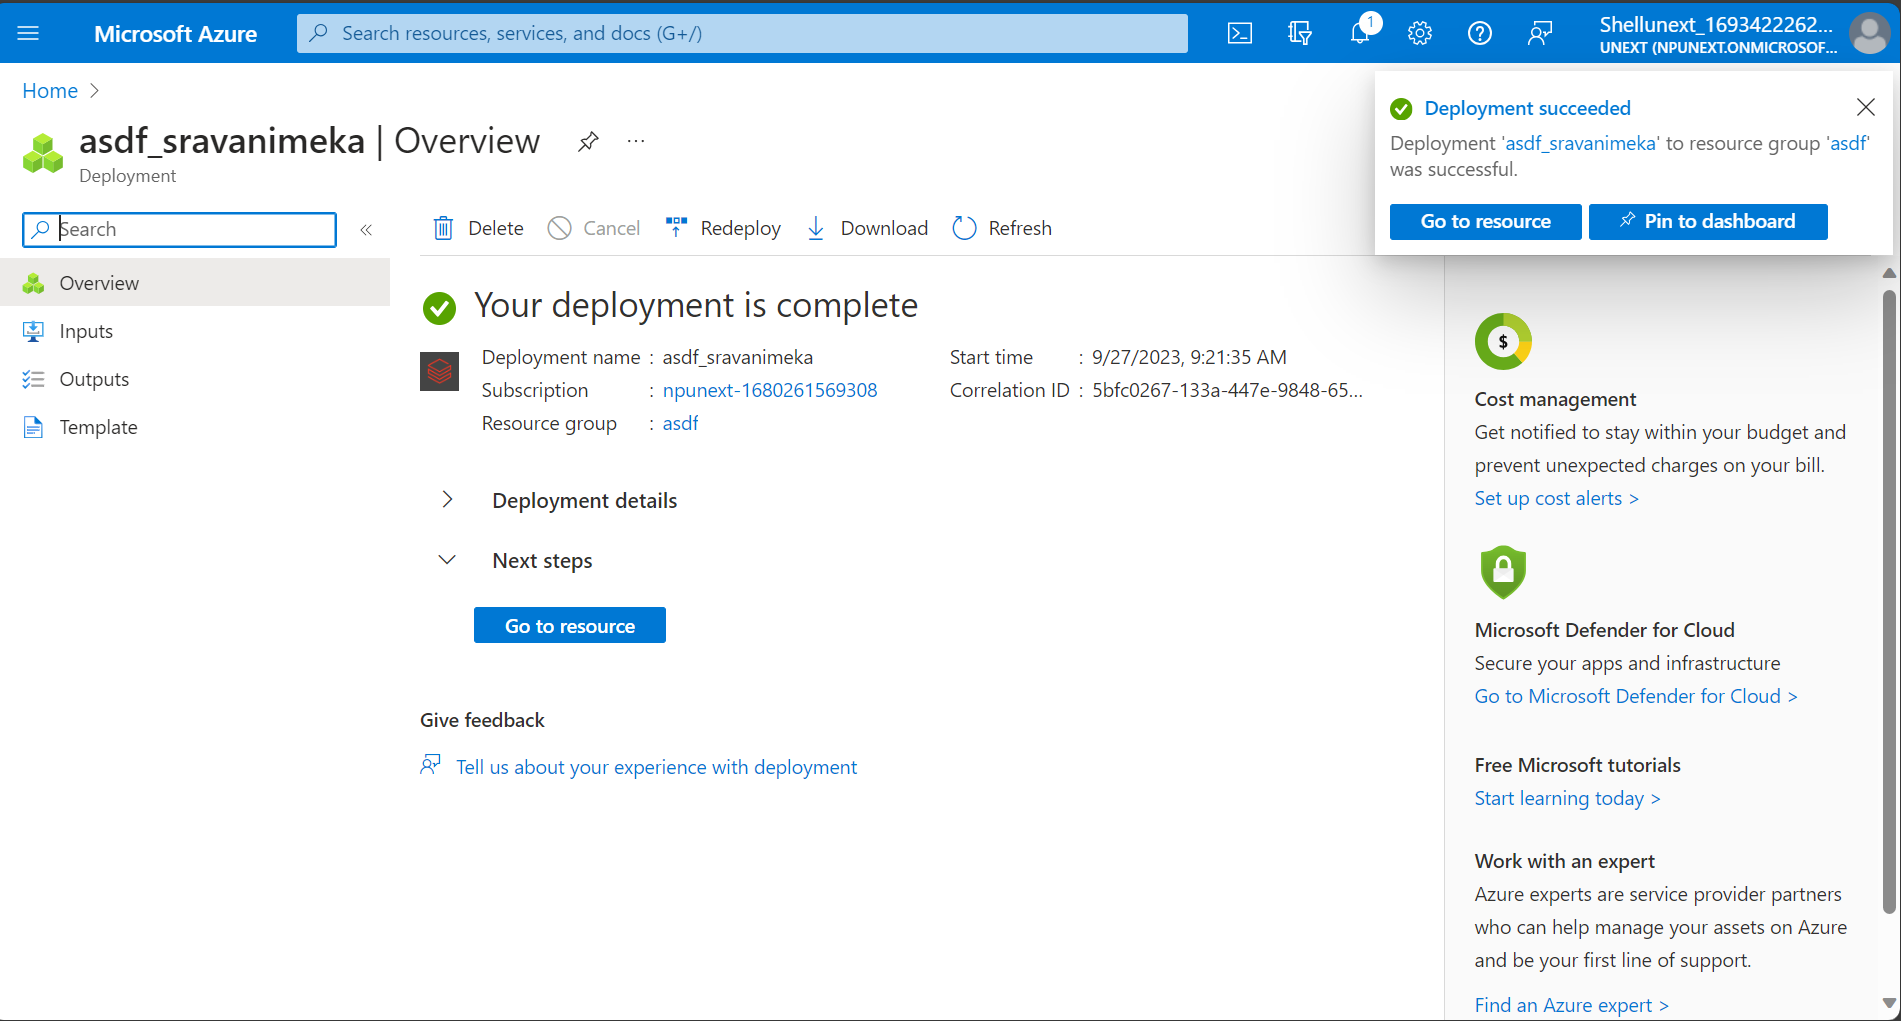 Microsoft Azure
Search resources, services, and docs (G+/)
1
Shellunext_1693422262...
UNEXT (NPUNEXT.ONMICROSOF...
Home
asdf_sravanimeka | Overview
...
Deployment
Deployment succeeded
Deployment 'asdf_sravanimeka' to resource group 'asdf'
was successful.
Go to resource
Pin to dashboard
Search
«
Delete
Cancel
Redeploy
Download
Refresh
Overview
Inputs
Outputs
Template
Your deployment is complete
Deployment name : asdf_sravanimeka
Subscription : npunext-1680261569308
Resource group : asdf
Start time : 9/27/2023, 9:21:35 AM
Correlation ID : 5bfc0267-133a-447e-9848-65...
Deployment details
Next steps
Go to resource
Give feedback
Tell us about your experience with deployment
$
Cost management
Get notified to stay within your budget and
prevent unexpected charges on your bill.
Set up cost alerts >
Microsoft Defender for Cloud
Secure your apps and infrastructure
Go to Microsoft Defender for Cloud >
Free Microsoft tutorials
Start learning today >
Work with an expert
Azure experts are service provider partners
who can help manage your assets on Azure
and be your first line of support.
Find an Azure expert >